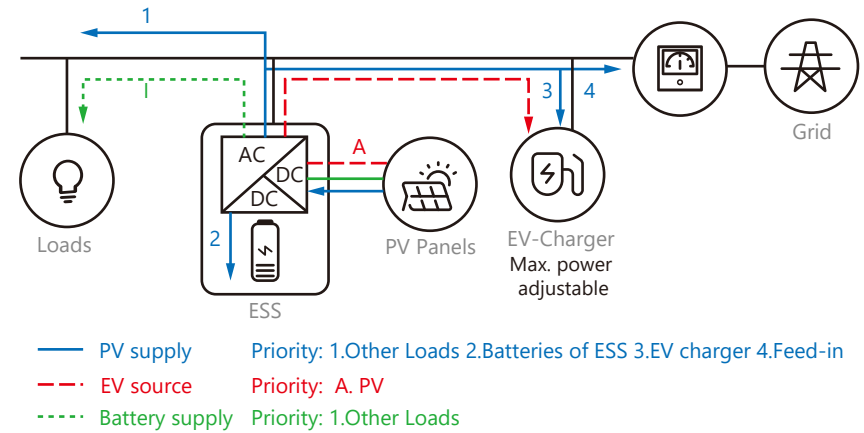 1
I
3
4
A
AC
DC
DC
2
Grid
Loads
PV Panels
EV-Charger
Max. power
adjustable
ESS
PV supply Priority: 1.Other Loads 2.Batteries of ESS 3.EV charger 4.Feed-in
EV source Priority: A. PV
Battery supply Priority: 1.Other Loads